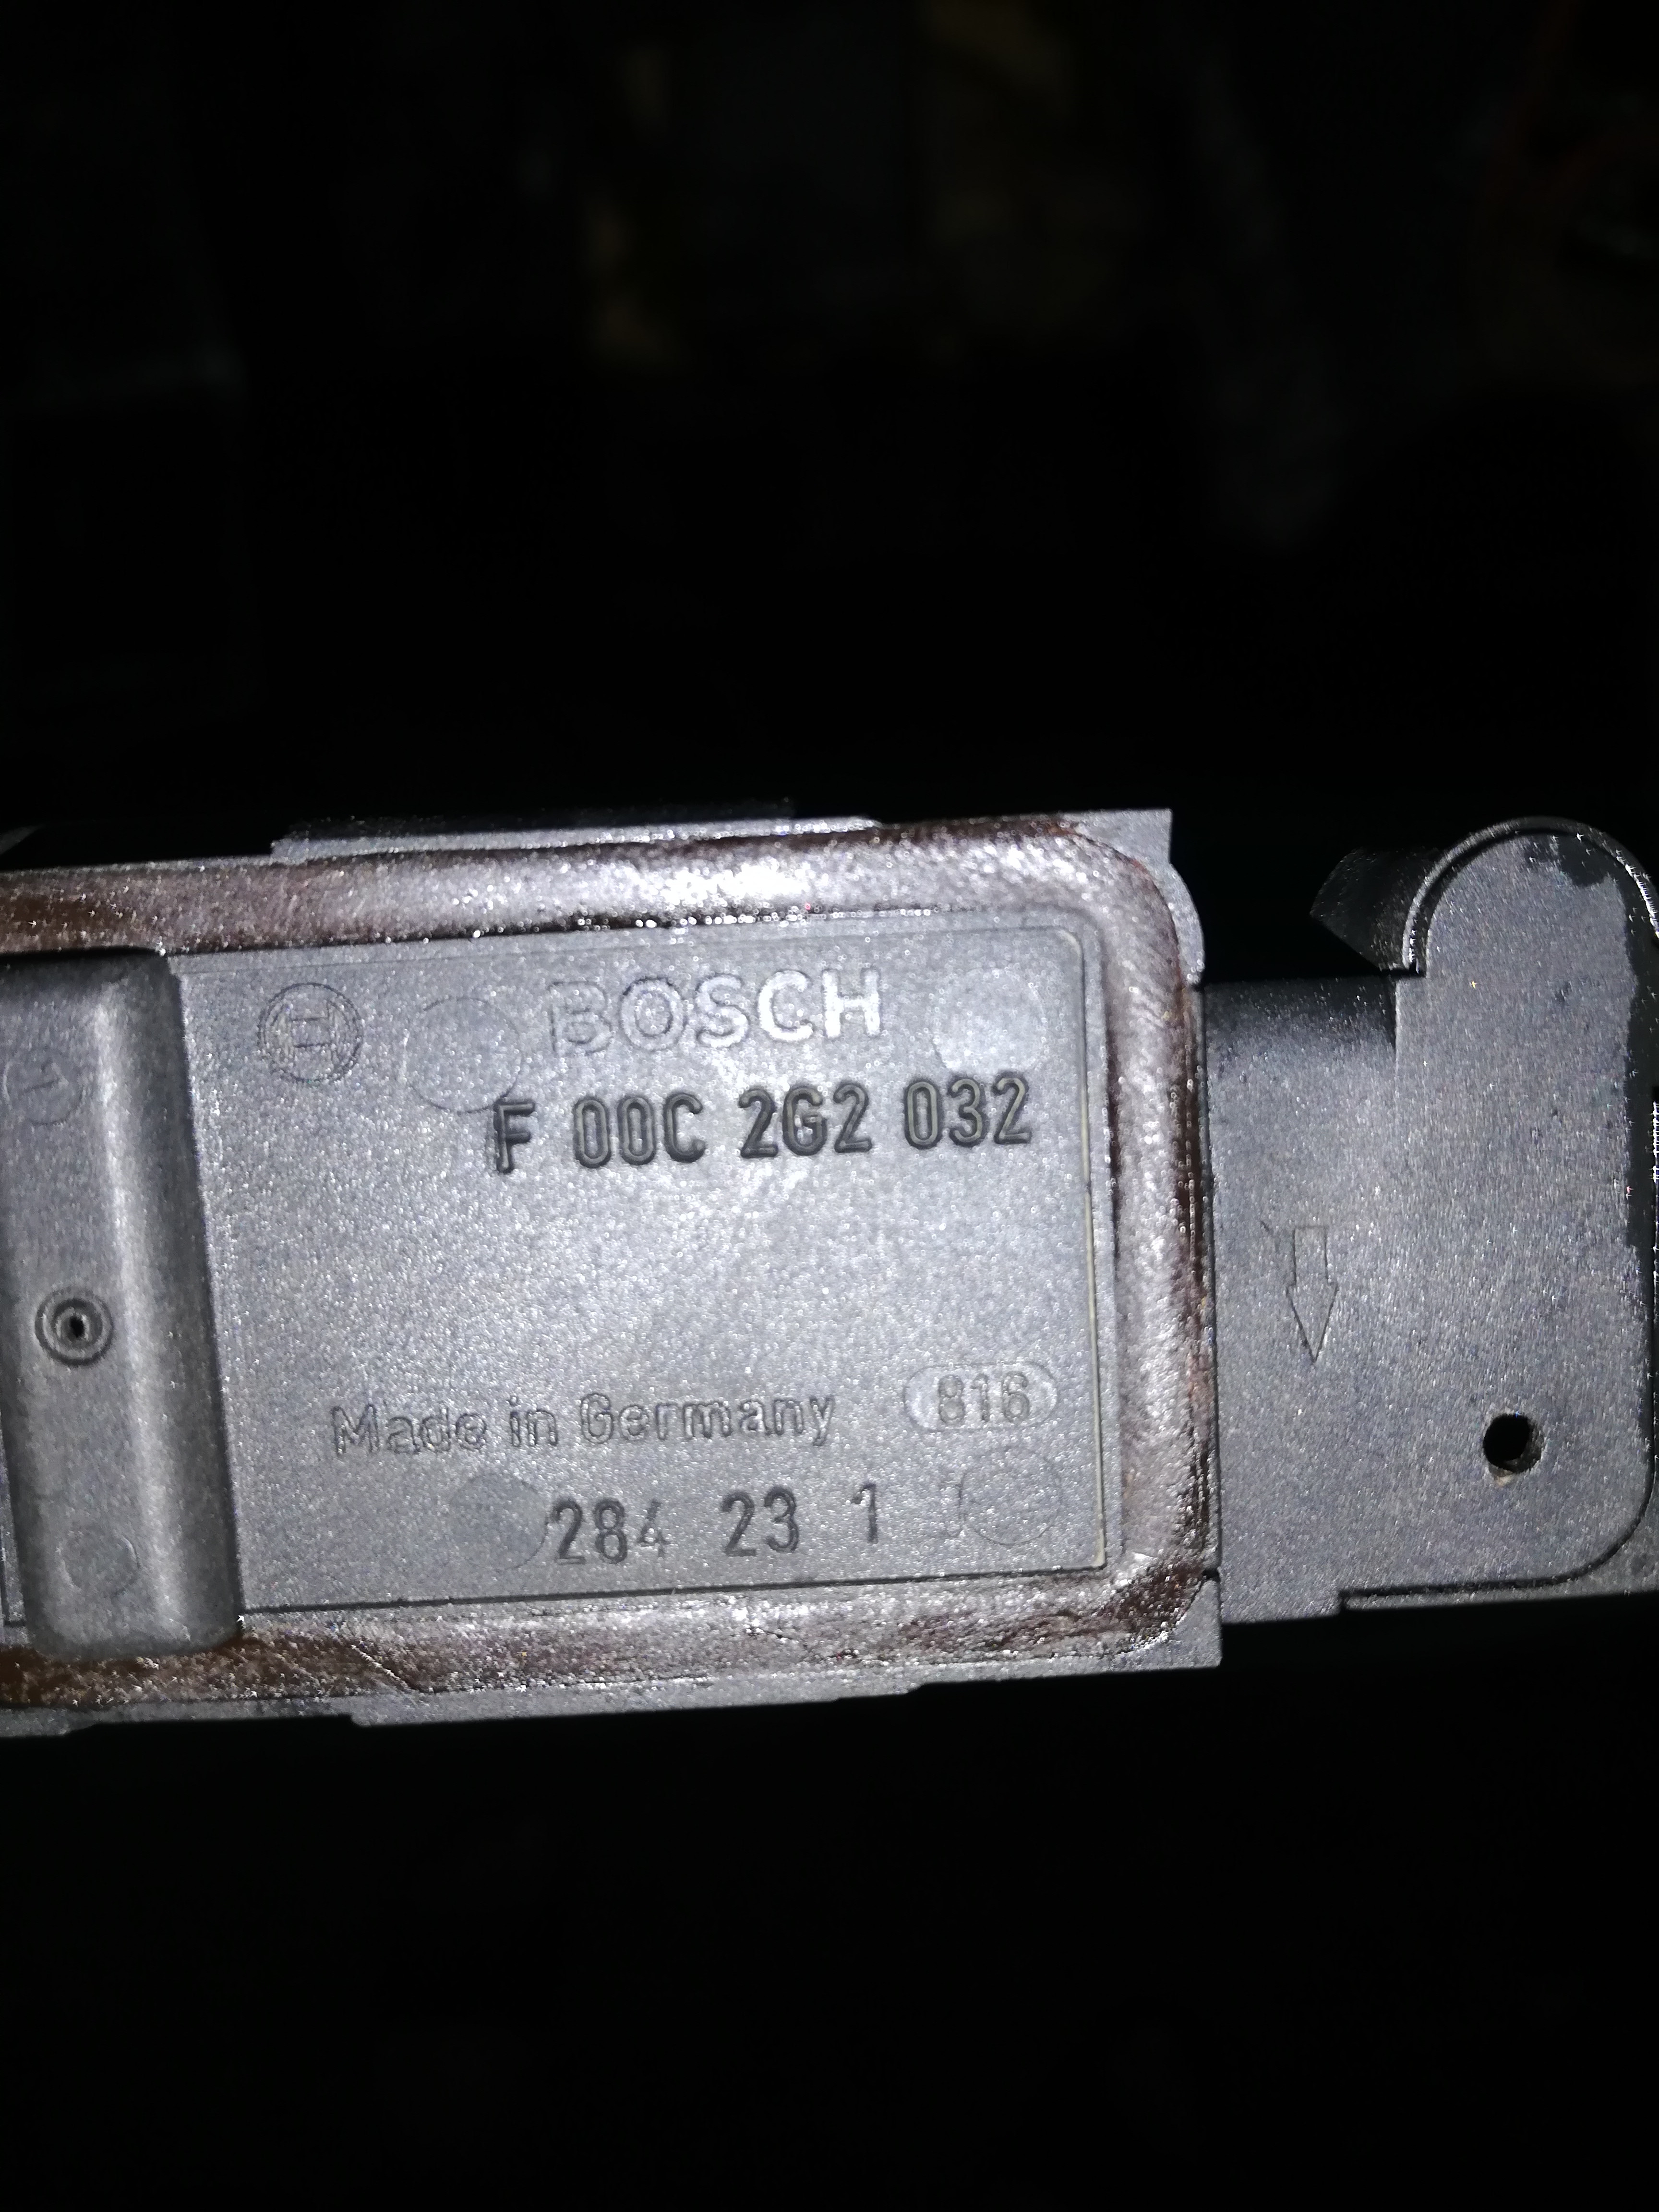 BOSCH
F 00C 2G2 032
Made in Germany 816
284 23 1